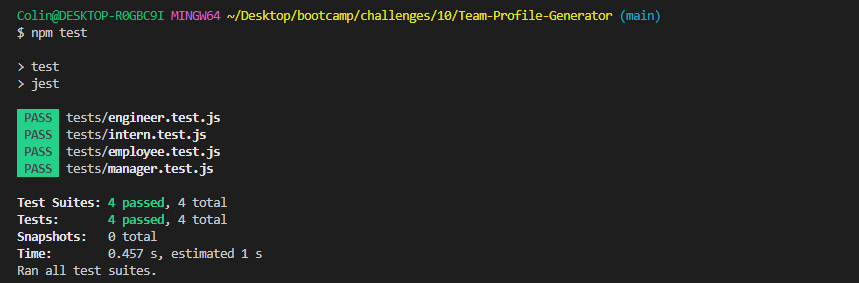 Colin@DESKTOP-R0GBC9I MINGW64 ~/Desktop/bootcamp/challenges/10/Team-Profile-Generator (main)
$ npm test
> test
> jest
PASS tests/engineer.test.js
PASS tests/intern.test.js
PASS tests/employee.test.js
PASS tests/manager.test.js
Test Suites: 4 passed, 4 total
Tests: 4 passed, 4 total
Snapshots: 0 total
Time: 0.457 s, estimated 1 s
Ran all test suites.